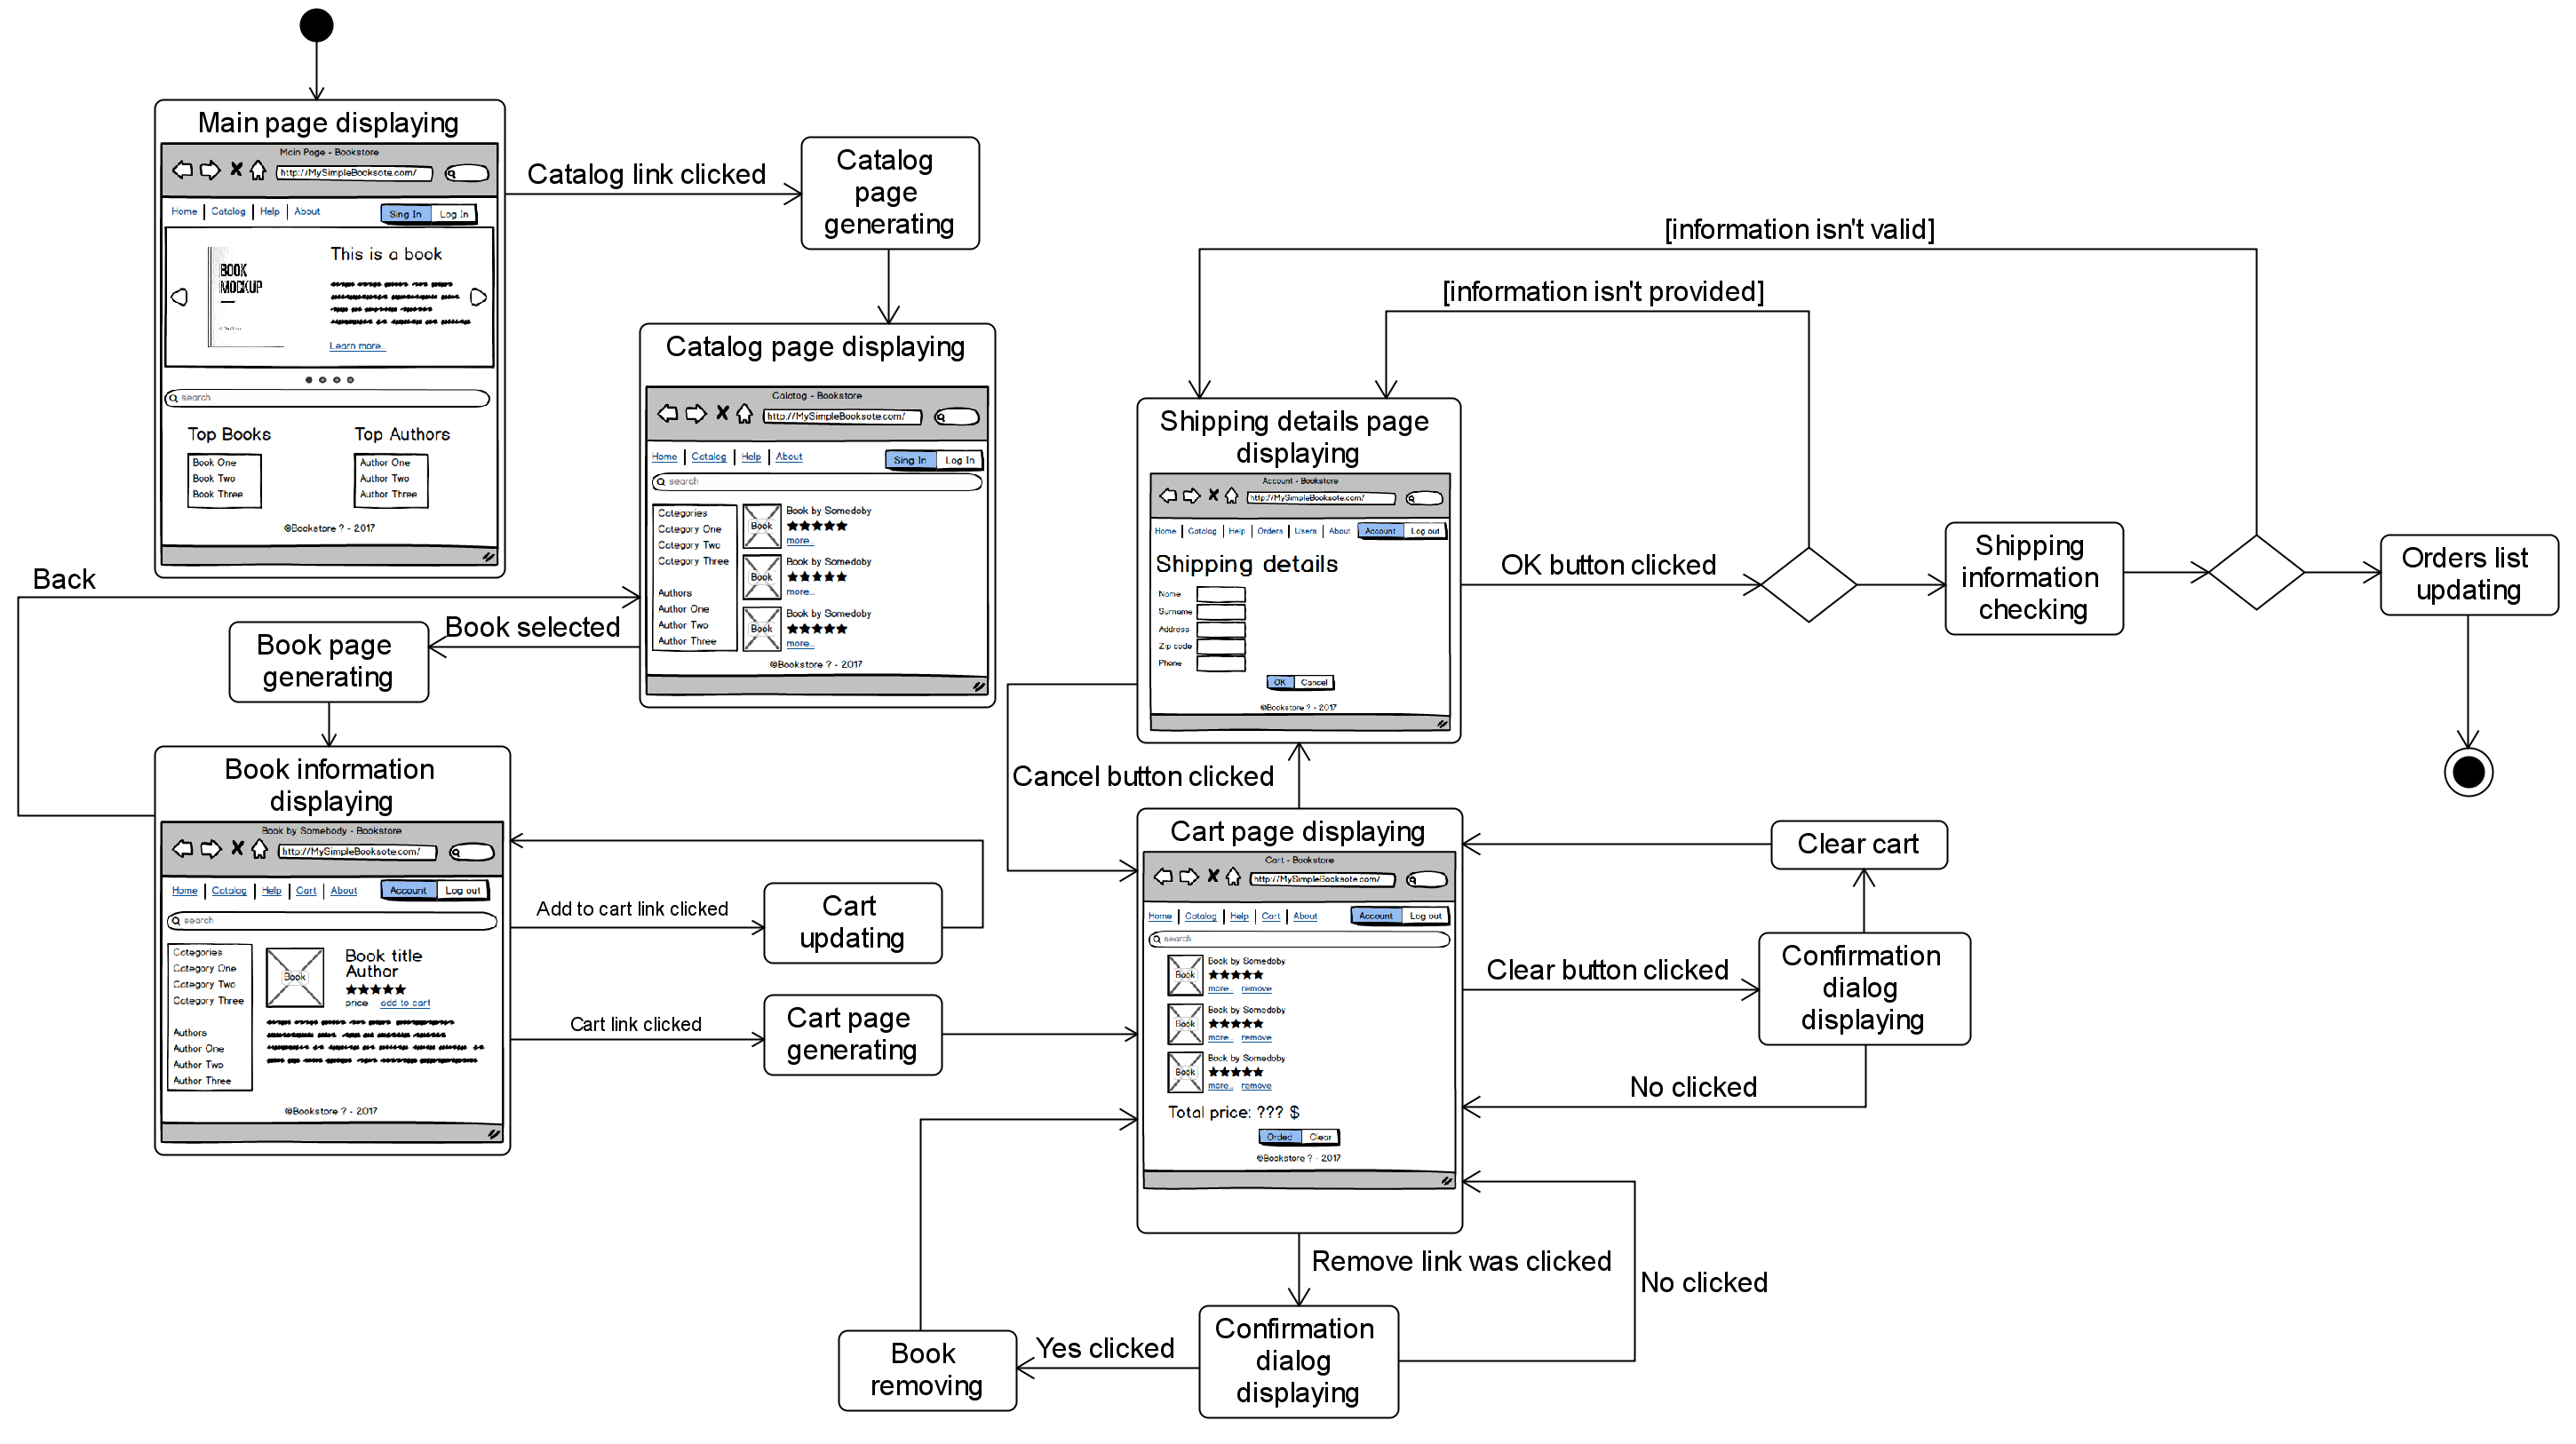 Main page displaying
Main Page - Bookstore
http://MySimpleBooksote.com/
Home Catalog Help About Sing In Log In
This is a book
BOOK
MOCKUP
Learn more...
search
Top Books Top Authors
Book One Author One
Book Two Author Two
Book Three Author Three
©Bookstore ? - 2017
Catalog link clicked
Catalog
page
generating
Catalog page displaying
Catalog - Bookstore
http://MySimpleBooksote.com/
Home Catalog Help About Sing In Log In
search
Categories
Category One
Category Two
Category Three
Authors
Author One
Author Two
Author Three
Book Book by Somedoby
more...
Book Book by Somedoby
more...
Book Book by Somedoby
more...
©Bookstore ? - 2017
Back
Book selected
Book page
generating
Book information
displaying
Book by Somebody - Bookstore
http://MySimpleBooksote.com/
Home Catalog Help Cart About Account Log out
search
Categories
Category One
Category Two
Category Three
Authors
Author One
Author Two
Author Three
Book
Book title
Author
price add to cart
©Bookstore ? - 2017
Add to cart link clicked
Cart
updating
Cart link clicked
Cart page
generating
[information isn't valid]
[information isn't provided]
Shipping details page
displaying
Account - Bookstore
http://MySimpleBooksote.com/
Home Catalog Help Orders Users About Account Log out
Shipping details
Name
Surname
Address
Zip code
Phone
OK Cancel
©Bookstore ? - 2017
OK button clicked
Shipping
information
checking
Orders list
updating
Cancel button clicked
Cart page displaying
Cart - Bookstore
http://MySimpleBooksote.com/
Home Catalog Help Cart About Account Log out
search
Book Book by Somedoby
more... remove
Book Book by Somedoby
more... remove
Book Book by Somedoby
more... remove
Total price: ??? $
Orded Clear
©Bookstore ? - 2017
Clear cart
Clear button clicked
Confirmation
dialog
displaying
No clicked
Remove link was clicked
No clicked
Confirmation
dialog
displaying
Yes clicked
Book
removing